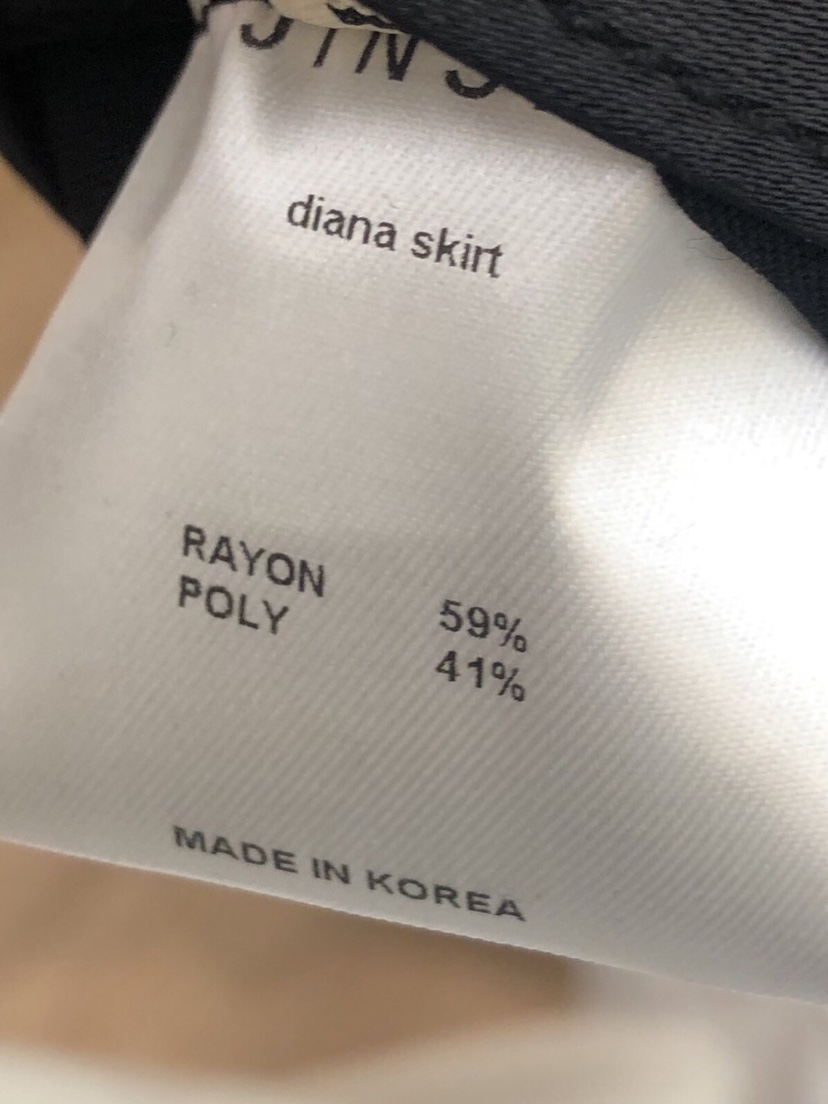 diana skirt
RAYON 59%
POLY 41%
MADE IN KOREA